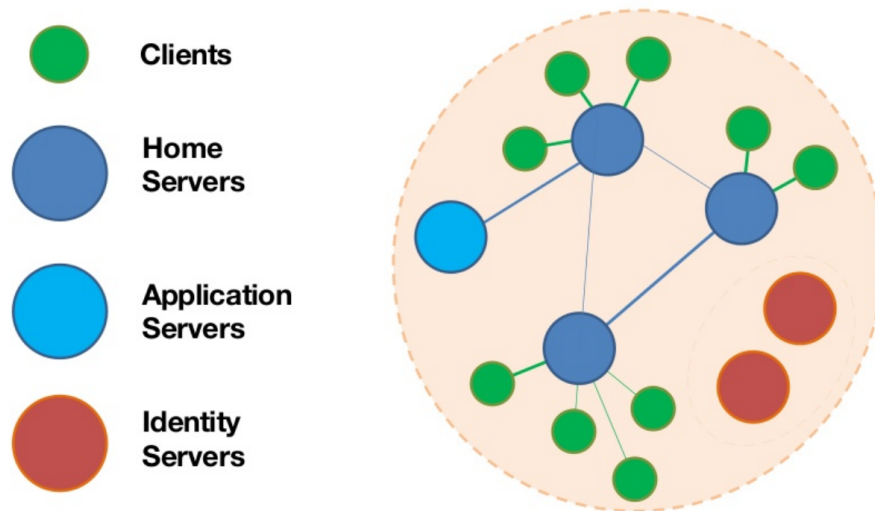 Clients
Home
Servers
Application
Servers
Identity
Servers